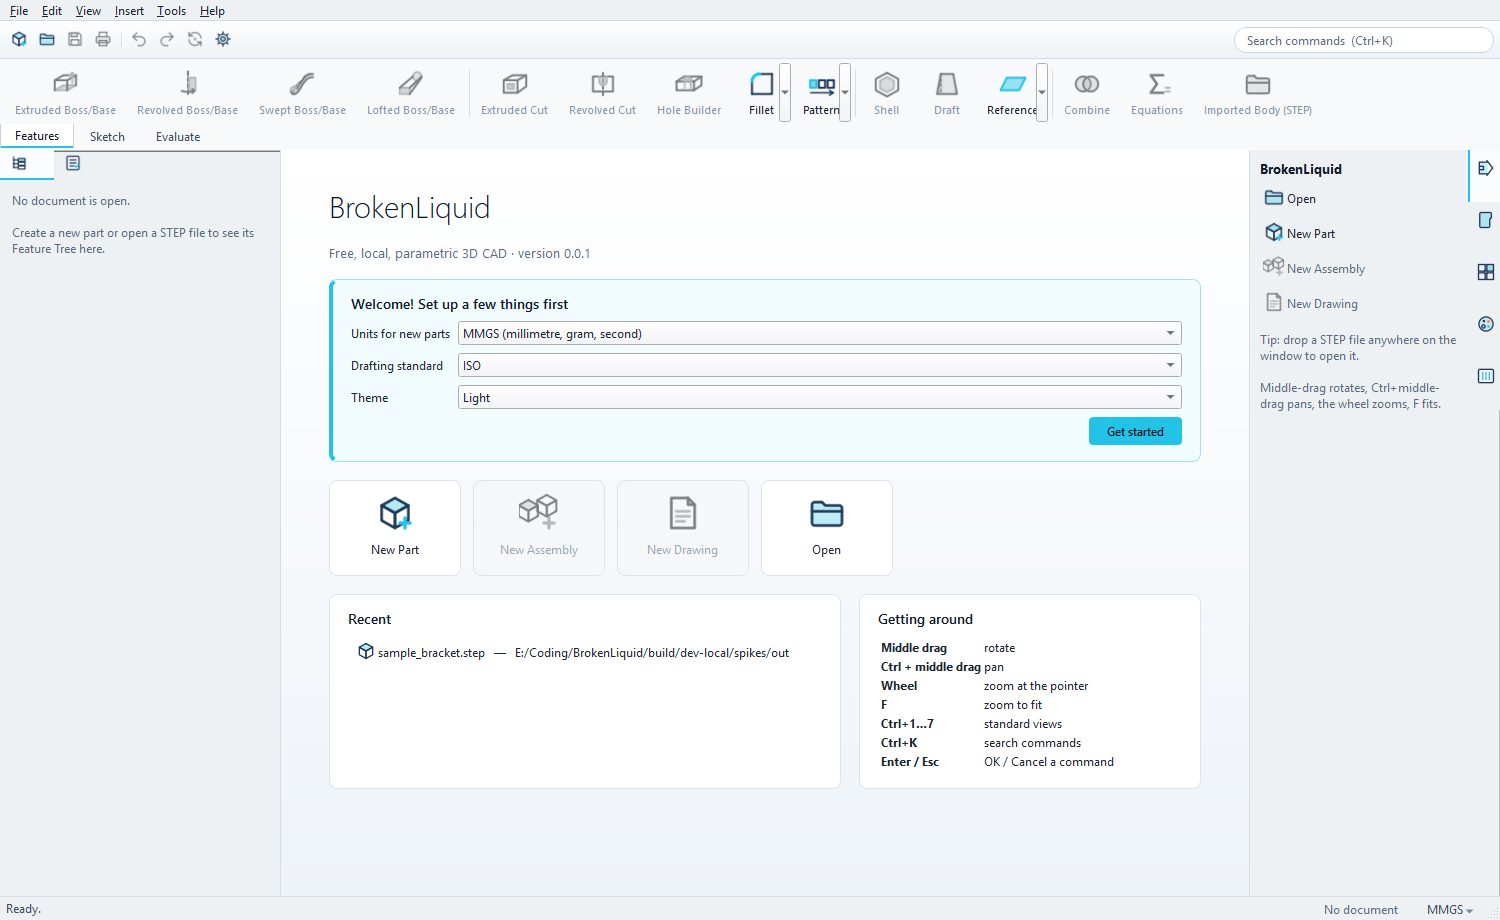 File Edit View Insert Tools Help
Search commands (Ctrl+K)
Extruded Boss/Base Revolved Boss/Base Swept Boss/Base Lofted Boss/Base Extruded Cut Revolved Cut Hole Builder Fillet Pattern Shell Draft Reference Combine Equations Imported Body (STEP)
Features Sketch Evaluate
No document is open.
Create a new part or open a STEP file to see its
Feature Tree here.
BrokenLiquid
Free, local, parametric 3D CAD · version 0.0.1
Welcome! Set up a few things first
Units for new parts MMGS (millimetre, gram, second)
Drafting standard ISO
Theme Light
Get started
New Part New Assembly New Drawing Open
Recent
sample_bracket.step — E:/Coding/BrokenLiquid/build/dev-local/spikes/out
Getting around
Middle drag rotate
Ctrl + middle drag pan
Wheel zoom at the pointer
F zoom to fit
Ctrl+1...7 standard views
Ctrl+K search commands
Enter / Esc OK / Cancel a command
BrokenLiquid
Open
New Part
New Assembly
New Drawing
Tip: drop a STEP file anywhere on the
window to open it.
Middle-drag rotates, Ctrl+middle-
drag pans, the wheel zooms, F fits.
Ready.
No document MMGS